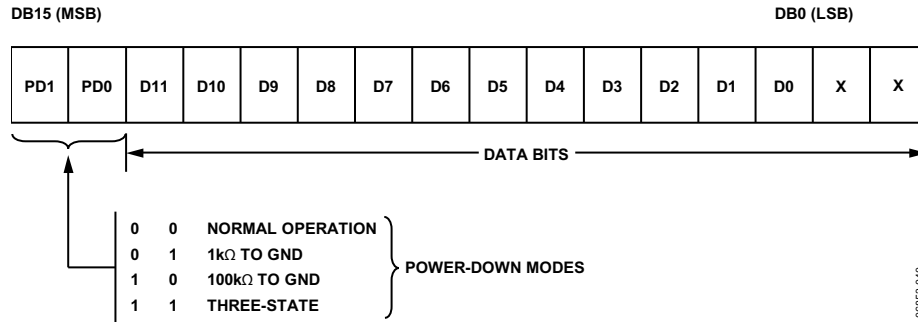 DB15 (MSB) DB0 (LSB)
PD1 PD0 D11 D10 D9 D8 D7 D6 D5 D4 D3 D2 D1 D0 X X
DATA BITS
0 0 NORMAL OPERATION
0 1 1kΩ TO GND
1 0 100kΩ TO GND
1 1 THREE-STATE
POWER-DOWN MODES